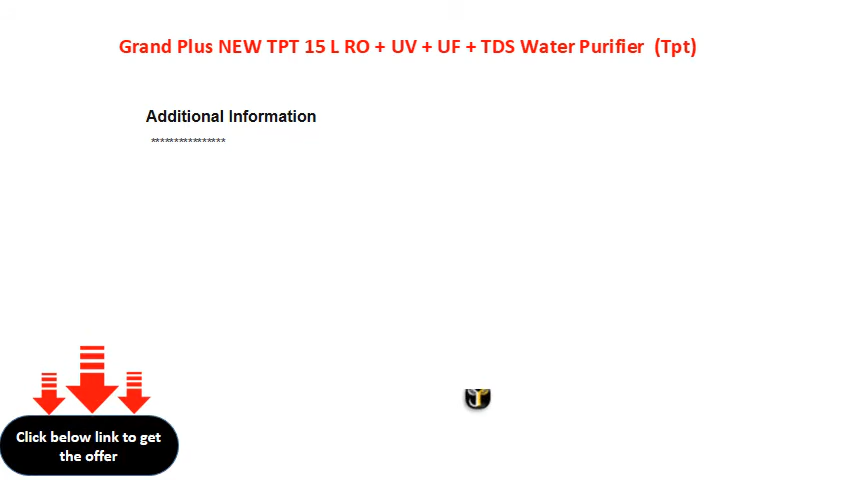 Grand Plus NEW TPT 15 L RO + UV + UF + TDS Water Purifier (Tpt)
Additional Information
****************
Click below link to get
the offer